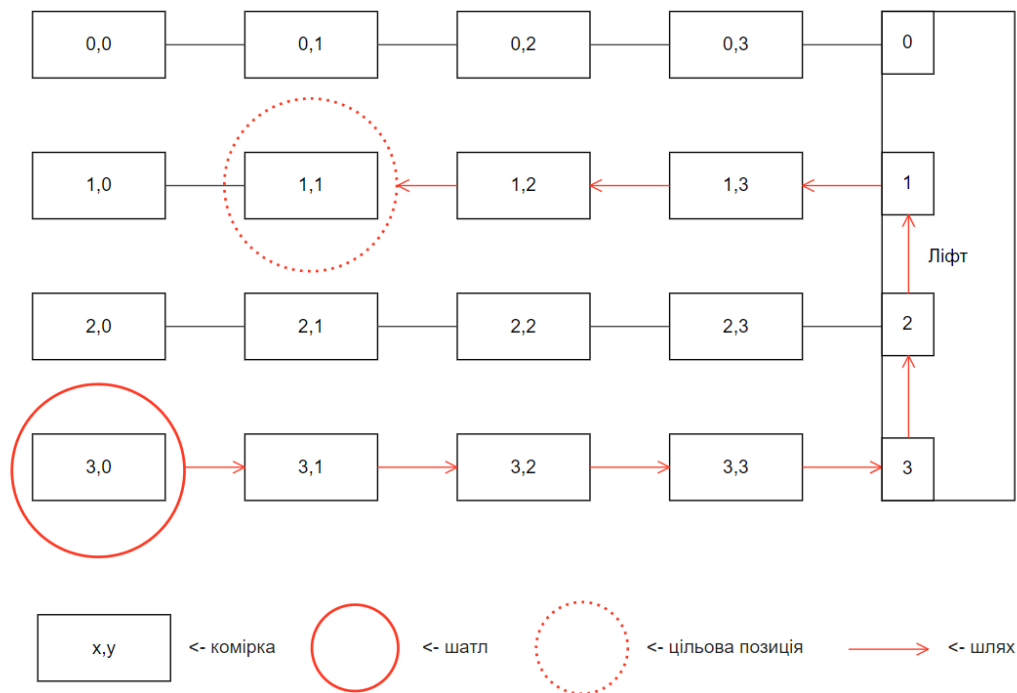 0,0 0,1 0,2 0,3 0
1,0 1,1 1,2 1,3 1
Ліфт
2,0 2,1 2,2 2,3 2
3,0 3,1 3,2 3,3 3
x,y <- комірка <- шатл <- цільова позиція <- шлях